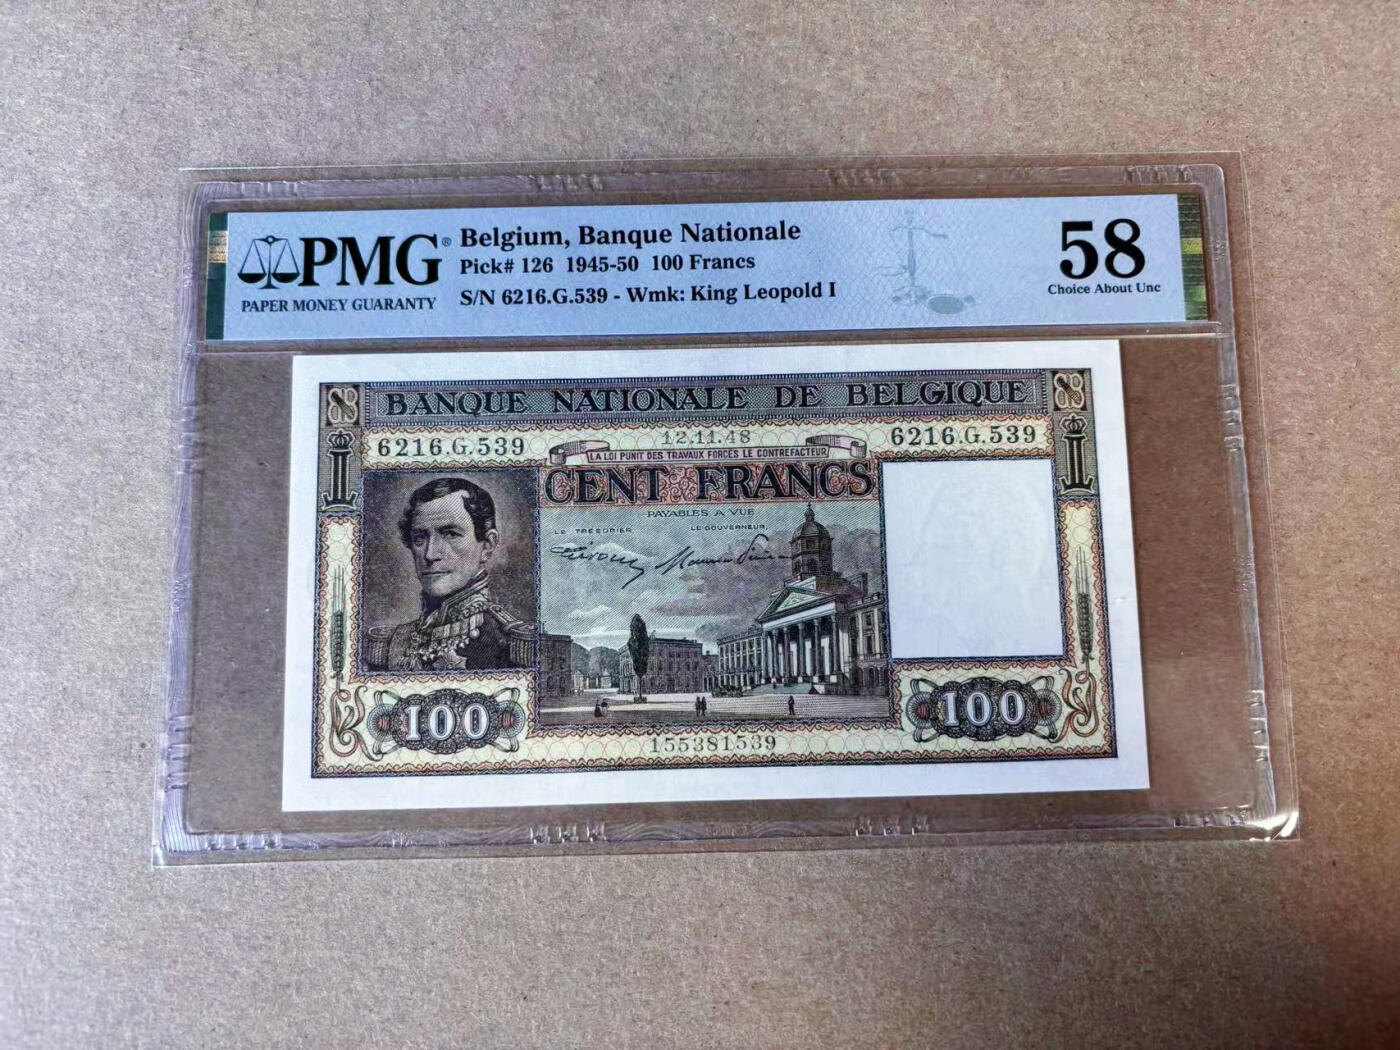 PMG® Belgium, Banque Nationale 58
Pick# 126 1945-50 100 Francs
PAPER MONEY GUARANTY S/N 6216.G.539 - Wmk: King Leopold I Choice About Unc
BANQUE NATIONALE DE BELGIQUE
6216.G.539 12.11.48 6216.G.539
LA LOI PUNIT DES TRAVAUX FORCÉS LE CONTREFACTEUR
CENT FRANCS
PAYABLES A VUE
LE TRÉSORIER LE GOUVERNEUR,
100 100
155381539